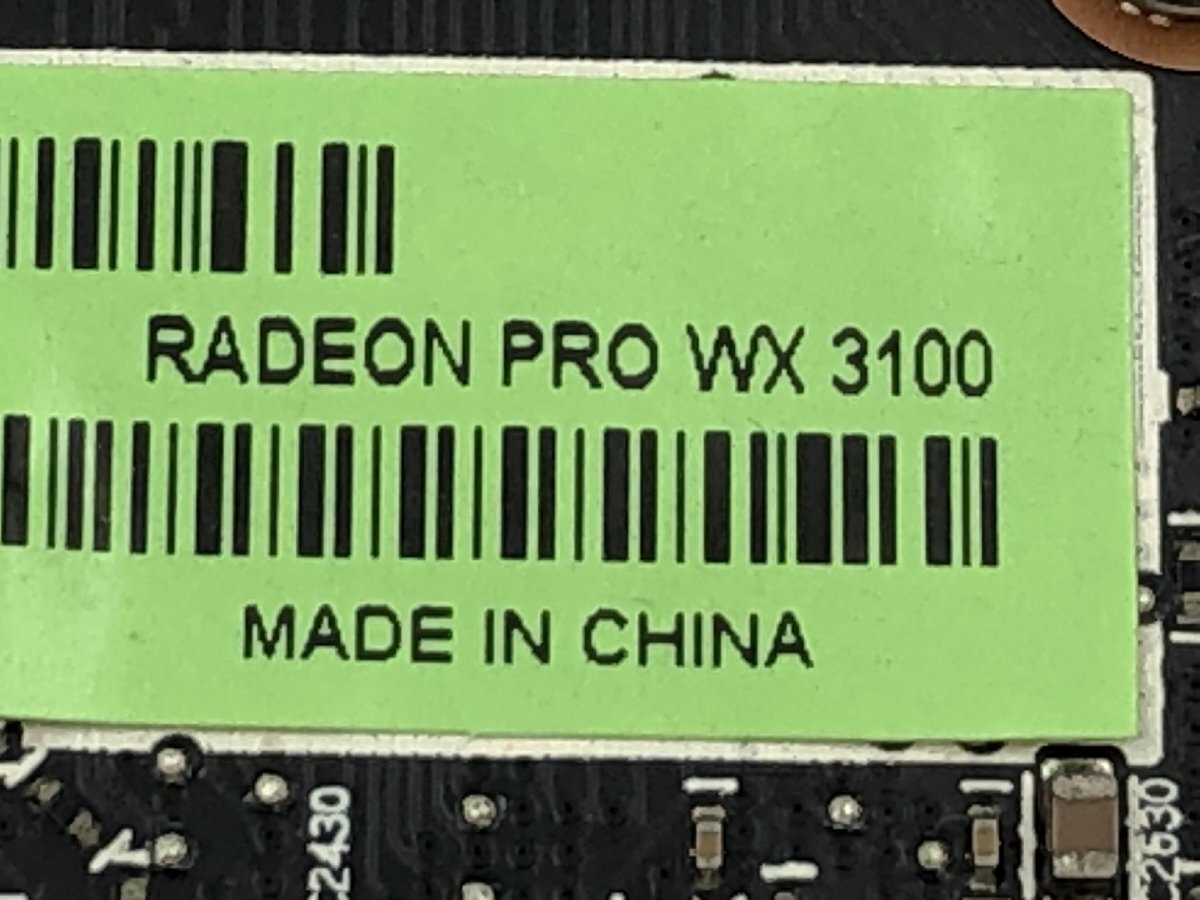 RADEON PRO WX 3100
MADE IN CHINA
C2430
C2630